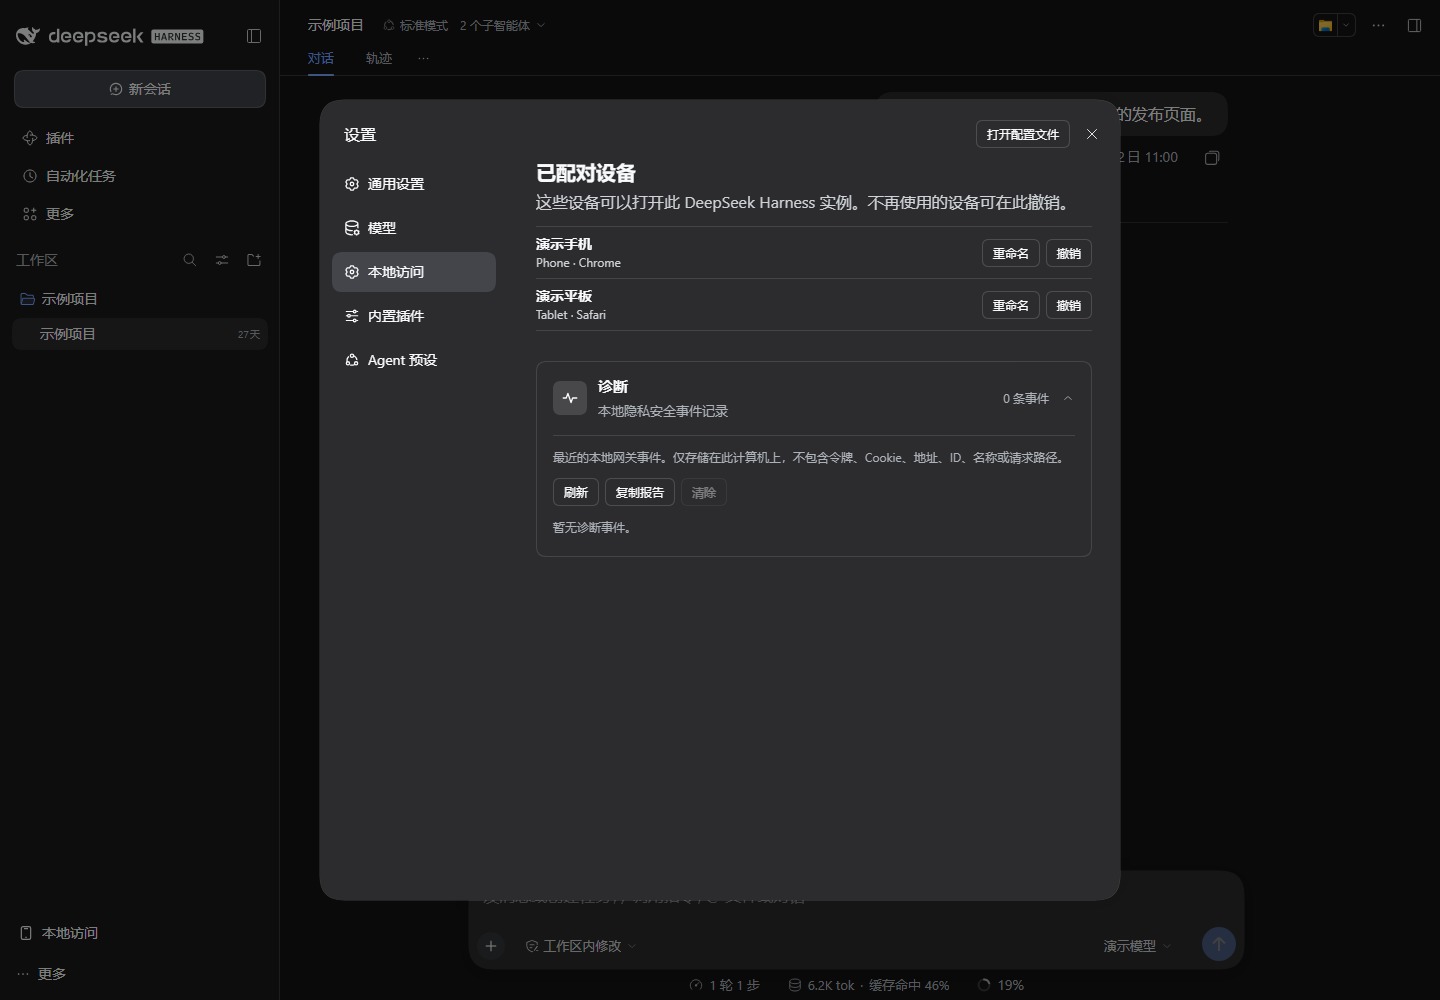 deepseek HARNESS
新会话
插件
自动化任务
更多
工作区
示例项目
示例项目 27天
本地访问
更多
示例项目 标准模式 2 个子智能体
对话 轨迹
的发布页面。
2日 11:00
设置
打开配置文件
通用设置
模型
本地访问
内置插件
Agent 预设
已配对设备
这些设备可以打开此 DeepSeek Harness 实例。不再使用的设备可在此撤销。
演示手机
Phone · Chrome
重命名 撤销
演示平板
Tablet · Safari
重命名 撤销
诊断
本地隐私安全事件记录
0 条事件
最近的本地网关事件。仅存储在此计算机上，不包含令牌、Cookie、地址、ID、名称或请求路径。
刷新 复制报告 清除
暂无诊断事件。
工作区内修改
演示模型
1 轮 1 步 6.2K tok · 缓存命中 46% 19%